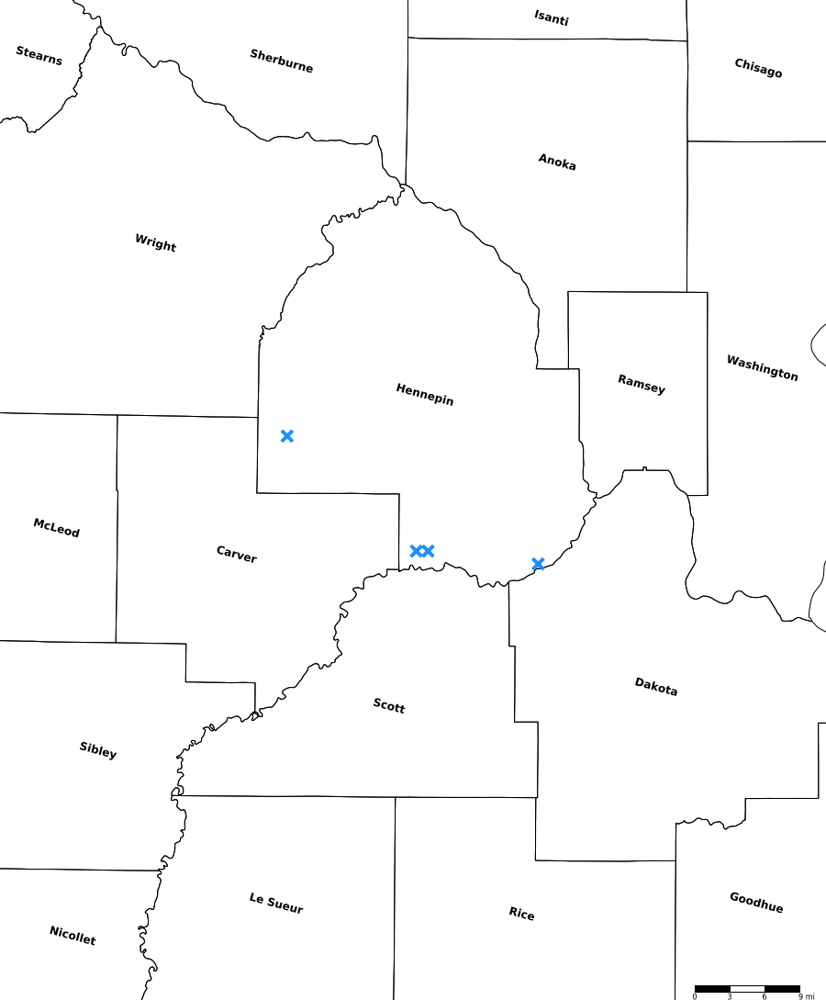 Isanti
Stearns
Sherburne
Chisago
Anoka
Wright
Washington
Ramsey
Hennepin
McLeod
Carver
Dakota
Scott
Sibley
Le Sueur
Goodhue
Rice
Nicollet
0 3 6 9 mi